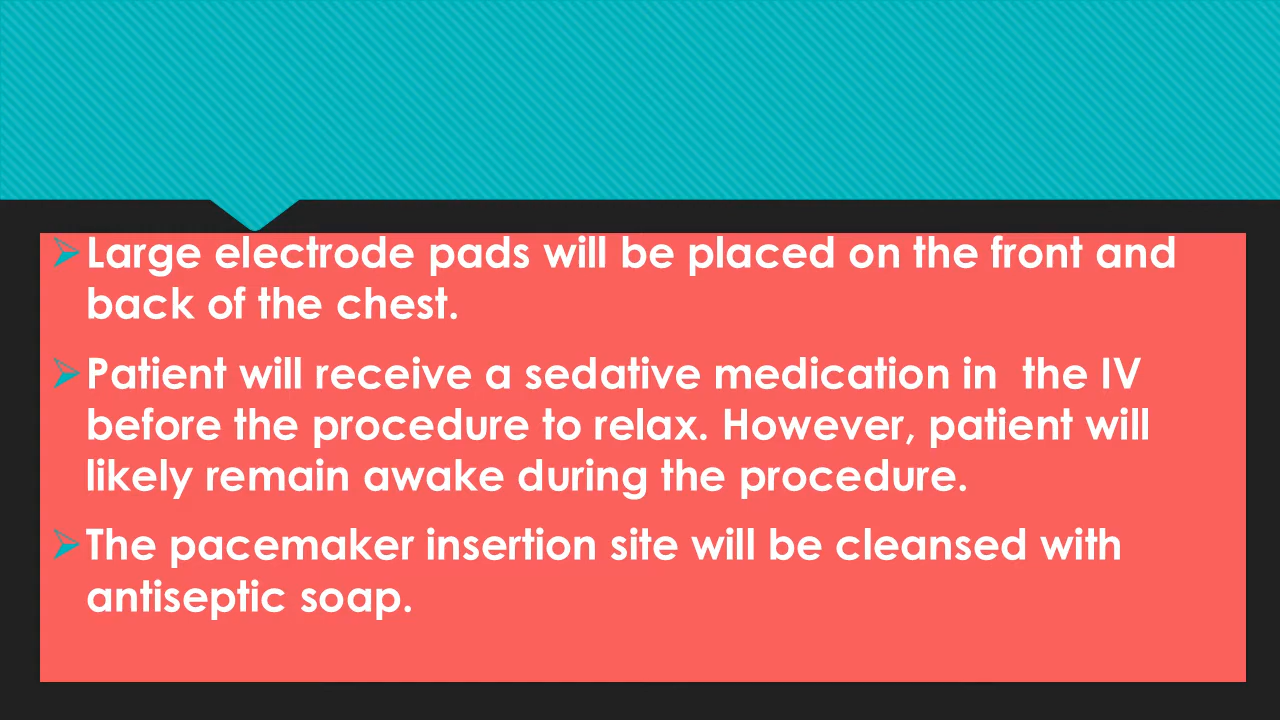 Large electrode pads will be placed on the front and
back of the chest.
Patient will receive a sedative medication in  the IV
before the procedure to relax. However, patient will
likely remain awake during the procedure.
The pacemaker insertion site will be cleansed with
antiseptic soap.